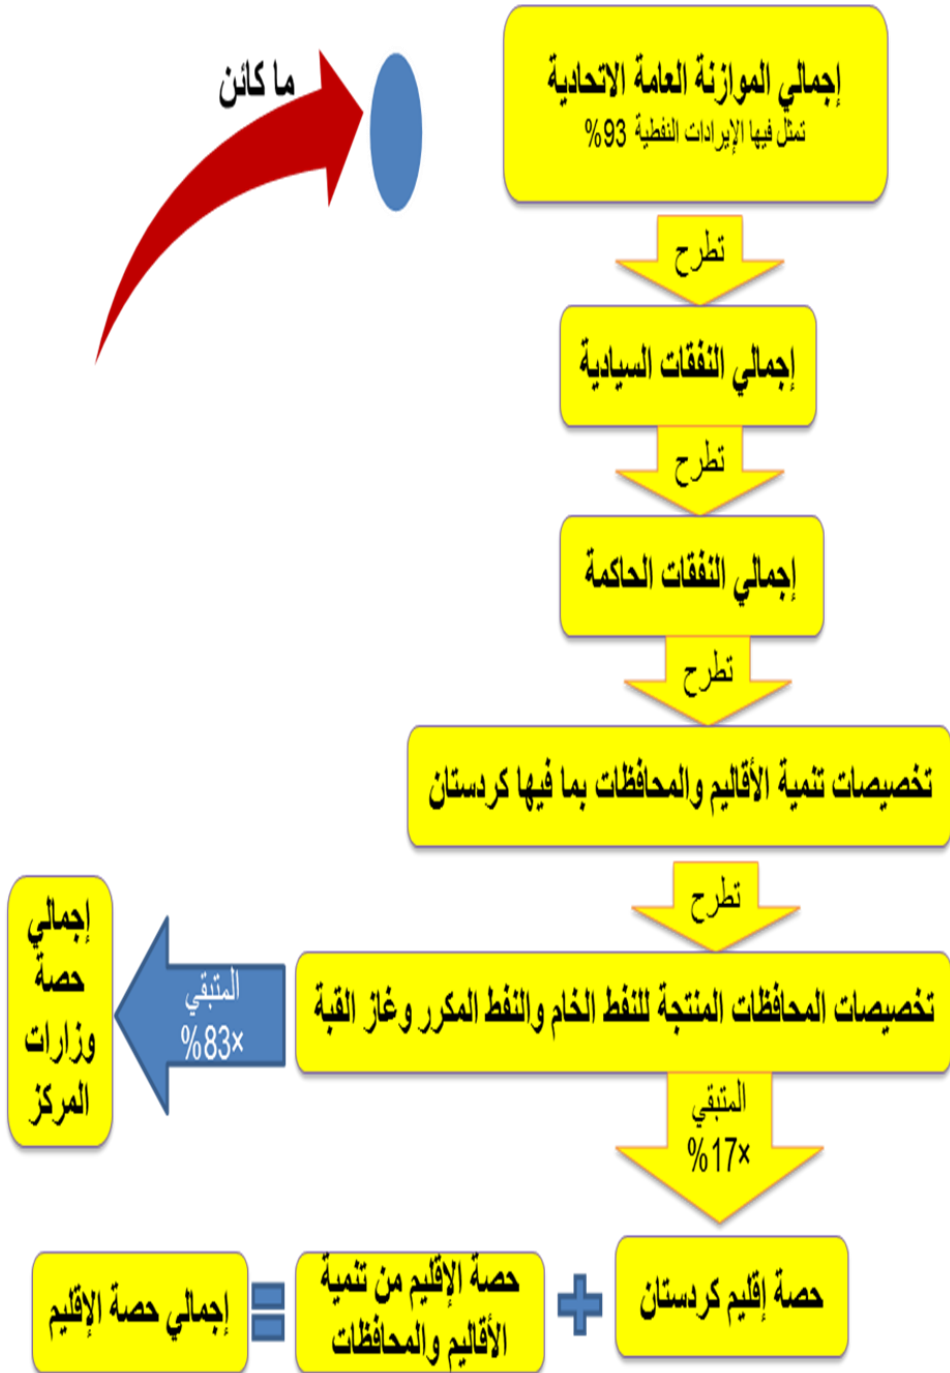 ما كائن
إجمالي الموازنة العامة الاتحادية
تمثل فيها الإيرادات النفطية 93%
تطرح
إجمالي النفقات السيادية
تطرح
إجمالي النفقات الحاكمة
تطرح
تخصيصات تنمية الأقاليم والمحافظات بما فيها كردستان
تطرح
تخصيصات المحافظات المنتجة للنفط الخام والنفط المكرر وغاز القبة
المتبقي
×83%
إجمالي
حصة
وزارات
المركز
المتبقي
×17%
حصة إقليم كردستان
+
حصة الإقليم من تنمية
الأقاليم والمحافظات
=
إجمالي حصة الإقليم